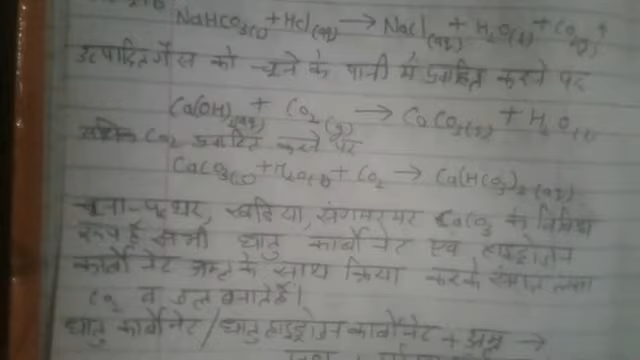 NaHCO3(s) + HCl(aq) → NaCl(aq) + H2O(l) + CO2(g)
उत्पादित गैस को चूने के पानी में प्रवाहित करने पर
Ca(OH)2(aq) + CO2(g) → CaCO3(s) + H2O(l)
अधिक CO2 प्रवाहित करने पर
CaCO3(s) + H2O(l) + CO2 → Ca(HCO3)2(aq)
चूना-पत्थर, खड़िया, संगमरमर CaCO3 के विविध
रूप हैं सभी धातु कार्बोनेट एवं हाइड्रोजन
कार्बोनेट अम्ल के साथ क्रिया करके संगत लवण
CO2 व जल बनाते हैं।
धातु कार्बोनेट/धातु हाइड्रोजन कार्बोनेट + अम्ल →